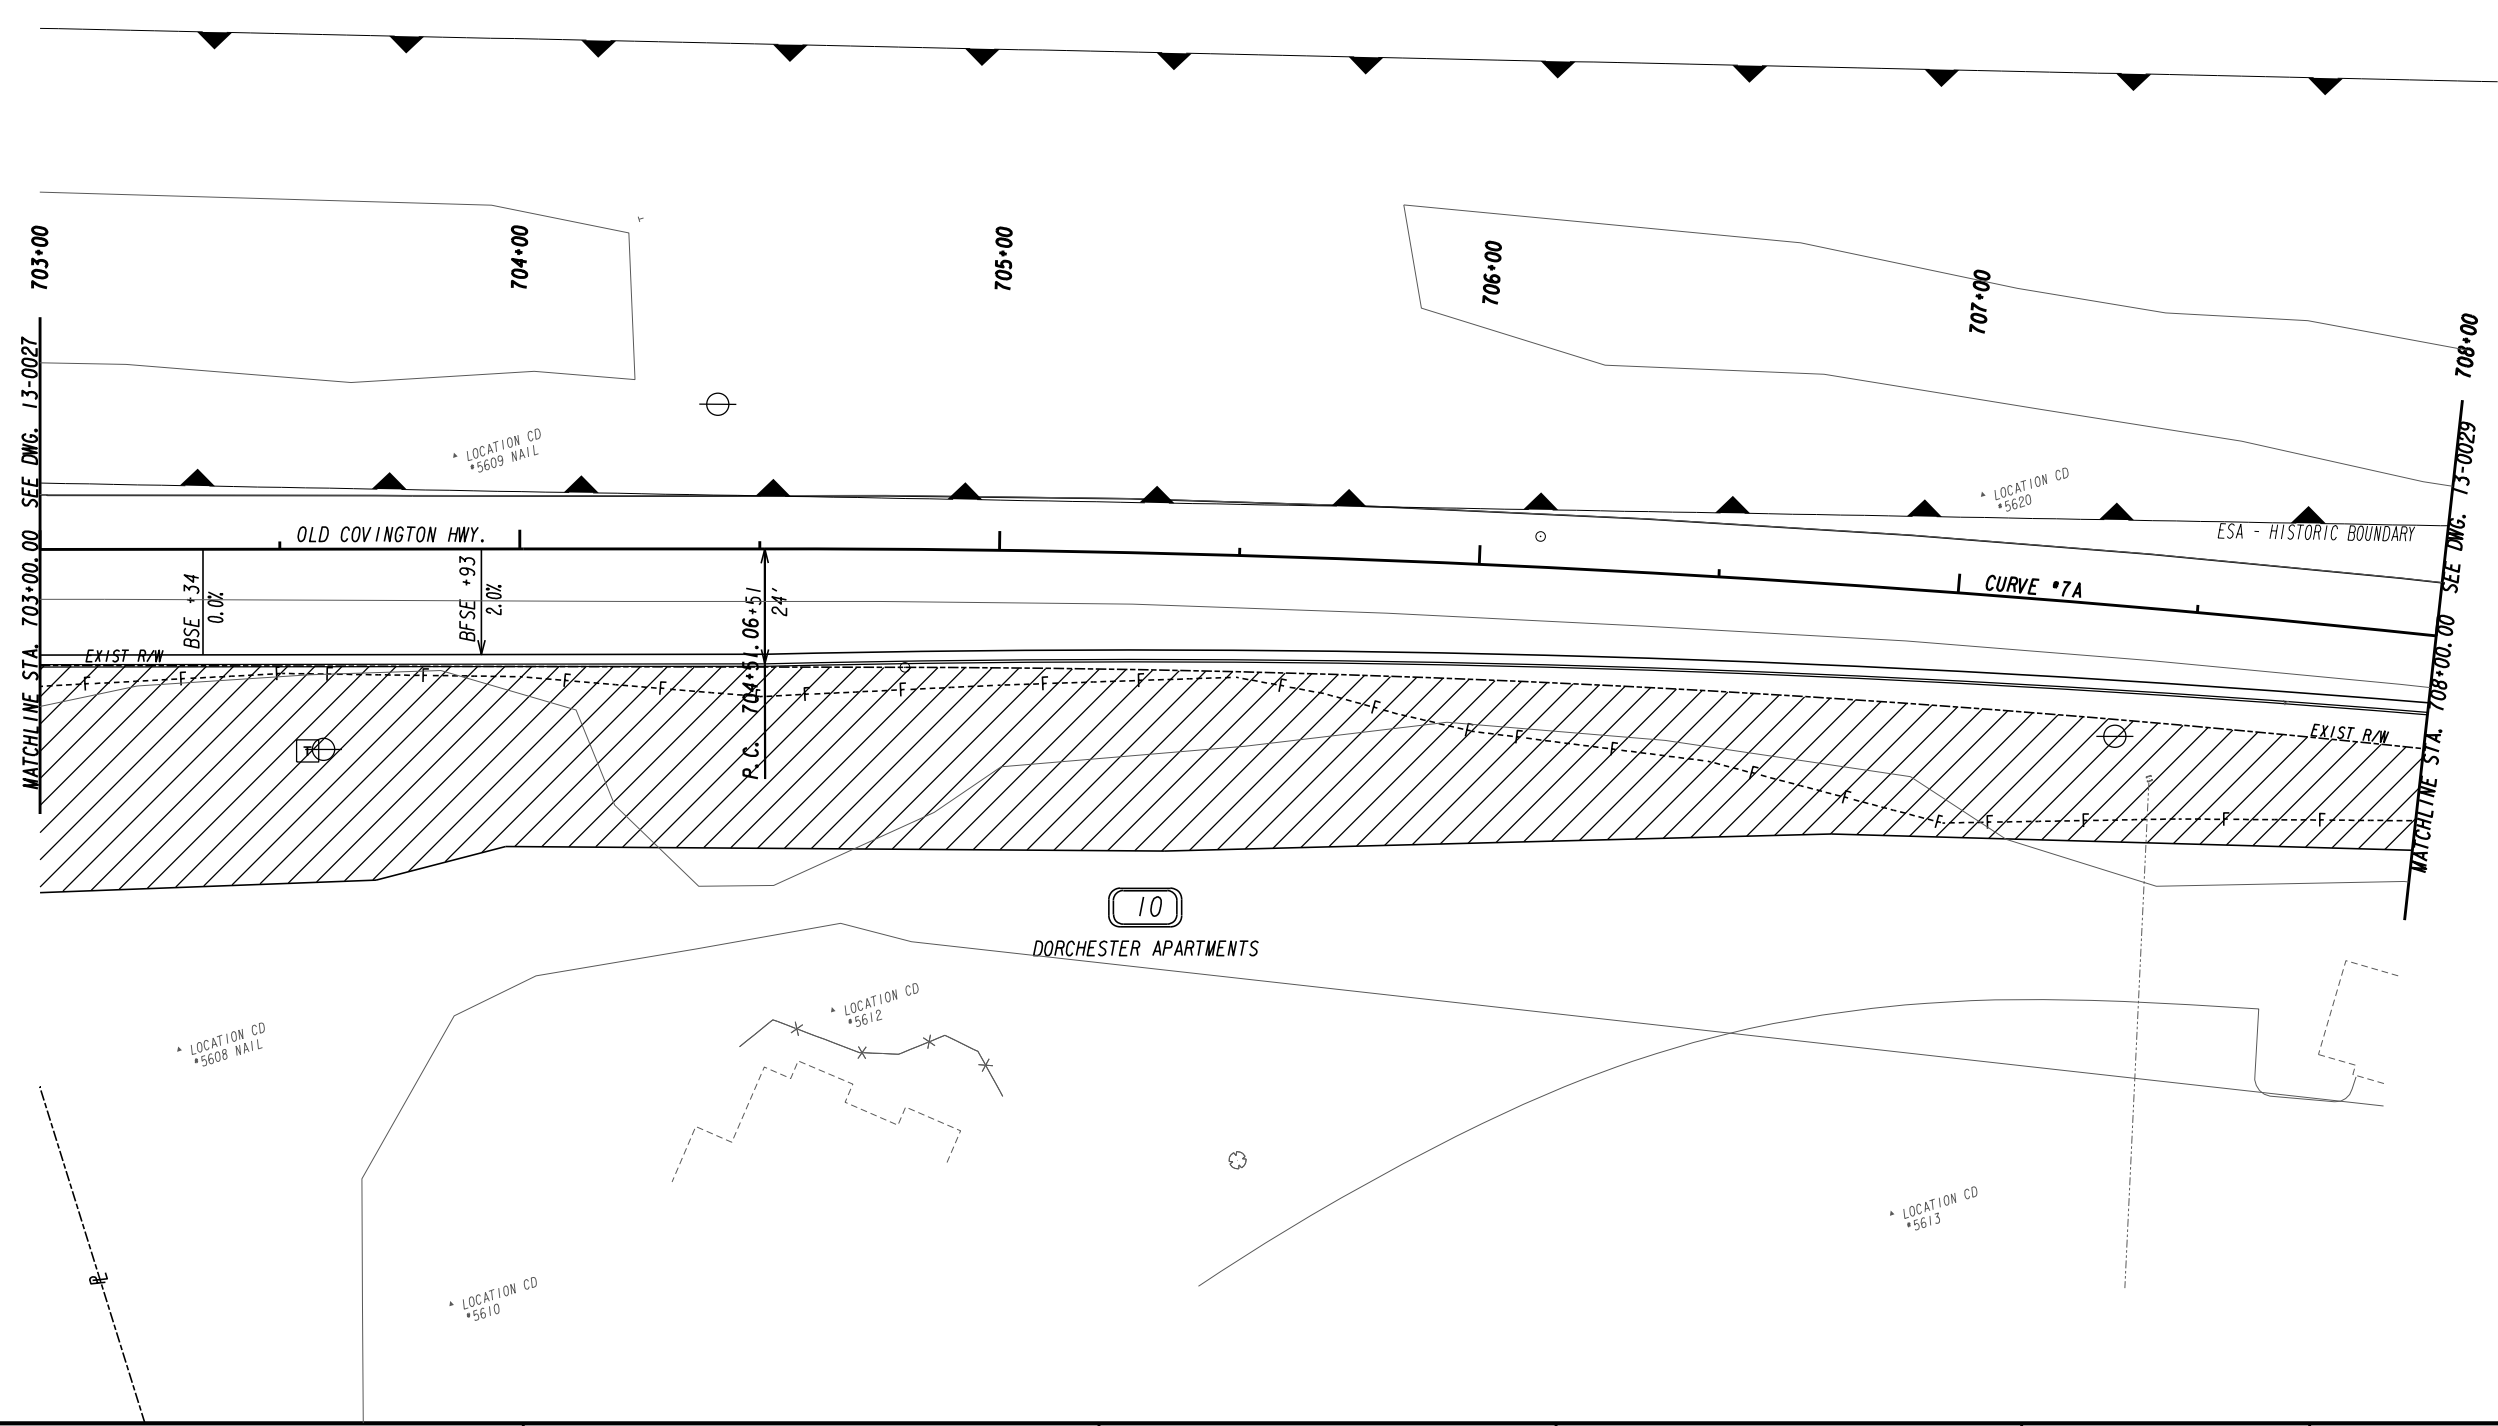 703+00
704+00
705+00
706+00
707+00
708+00
MATCHLINE STA. 703+00.00 SEE DWG. 13-0027
MATCHLINE STA. 708+00.00 SEE DWG. 13-0029
LOCATION CD
#5609 NAIL
LOCATION CD
#5620
ESA - HISTORIC BOUNDARY
OLD COVINGTON HWY.
CURVE #7A
BSE +34
0.0%
BFSE +93
2.0%
P.C. 704+51.06
+51
24'
EXIST R/W
EXIST R/W
F F F F F F F F F F F F F F F F F F F F F F F
T
10
DORCHESTER APARTMENTS
LOCATION CD
#5612
LOCATION CD
#5608 NAIL
LOCATION CD
#5613
LOCATION CD
#5610
PL